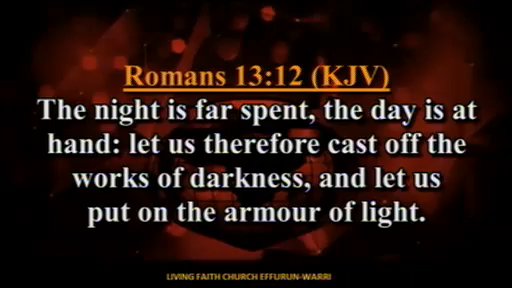 Romans 13:12 (KJV)
The night is far spent, the day is at
hand: let us therefore cast off the
works of darkness, and let us
put on the armour of light.
LIVING FAITH CHURCH EFFURUN-WARRI